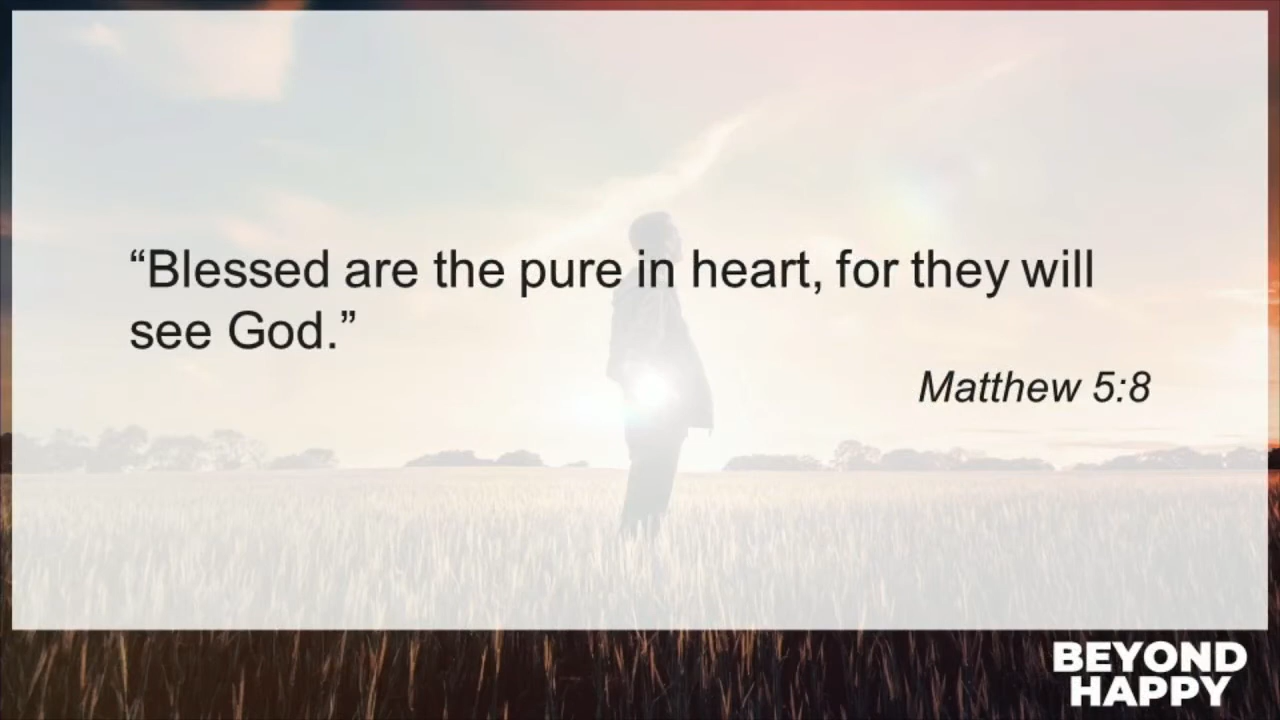 “Blessed are the pure in heart, for they will
see God.”
Matthew 5:8
BEYOND
HAPPY